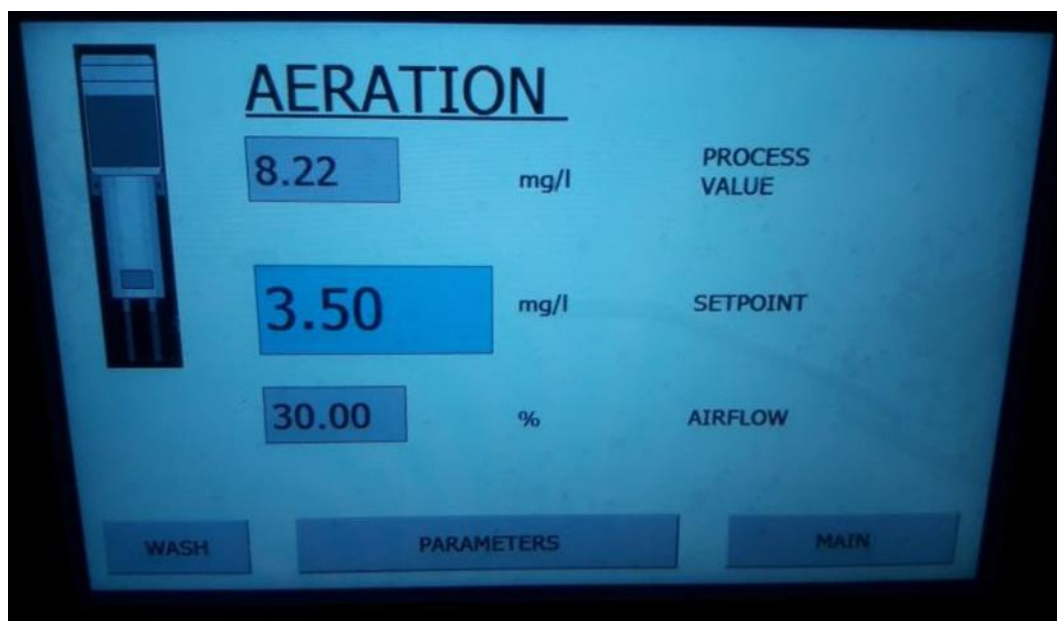 AERATION
8.22 mg/l PROCESS
VALUE
3.50 mg/l SETPOINT
30.00 % AIRFLOW
WASH PARAMETERS MAIN